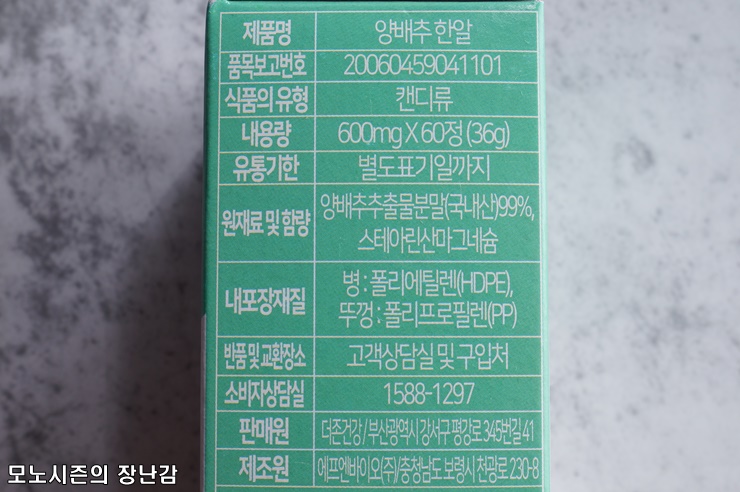 제품명 양배추 한알
품목보고번호 20060459041101
식품의 유형 캔디류
내용량 600mg X 60정 (36g)
유통기한 별도표기일까지
원재료 및 함량 양배추추출물분말(국내산)99%,
스테아린산마그네슘
내포장재질 병 : 폴리에틸렌(HDPE),
뚜껑 : 폴리프로필렌(PP)
반품 및 교환장소 고객상담실 및 구입처
소비자상담실 1588-1297
판매원 더존건강 / 부산광역시 강서구 평강로 345번길 41
제조원 에프엔바이오(주)/충청남도 보령시 천광로 230-8
모노시즌의 장난감